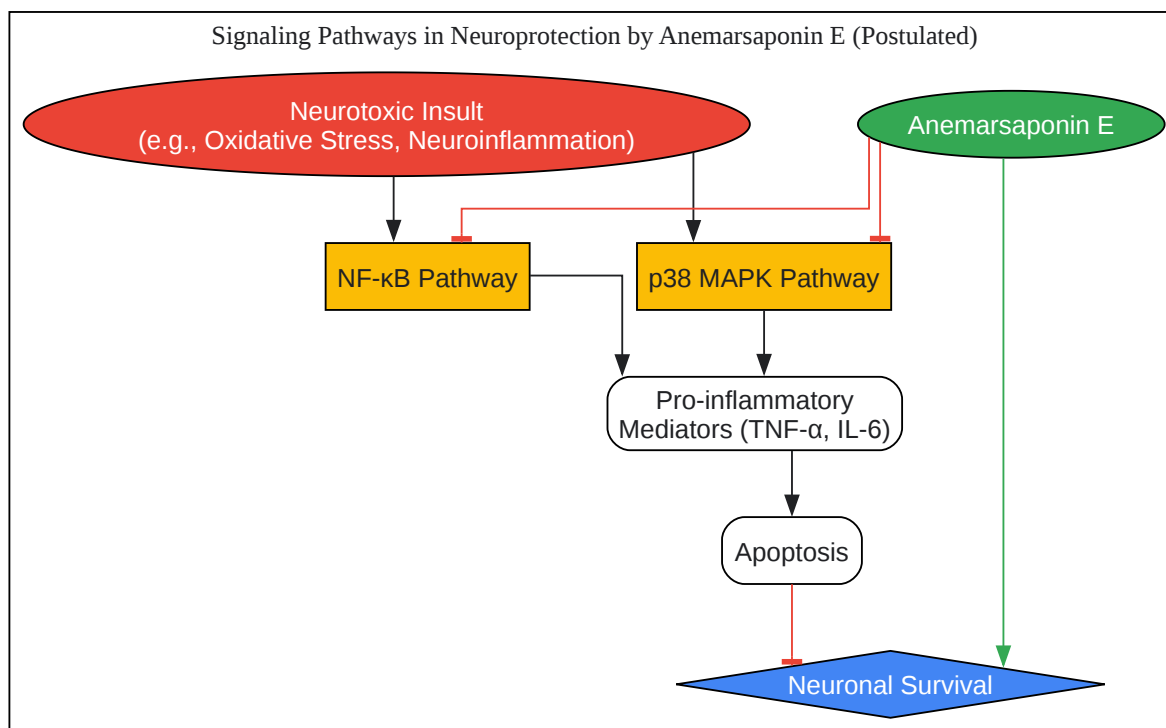 Signaling Pathways in Neuroprotection by Anemarsaponin E (Postulated)
Neurotoxic Insult
(e.g., Oxidative Stress, Neuroinflammation)
Anemarsaponin E
NF-κB Pathway
p38 MAPK Pathway
Pro-inflammatory
Mediators (TNF-α, IL-6)
Apoptosis
Neuronal Survival